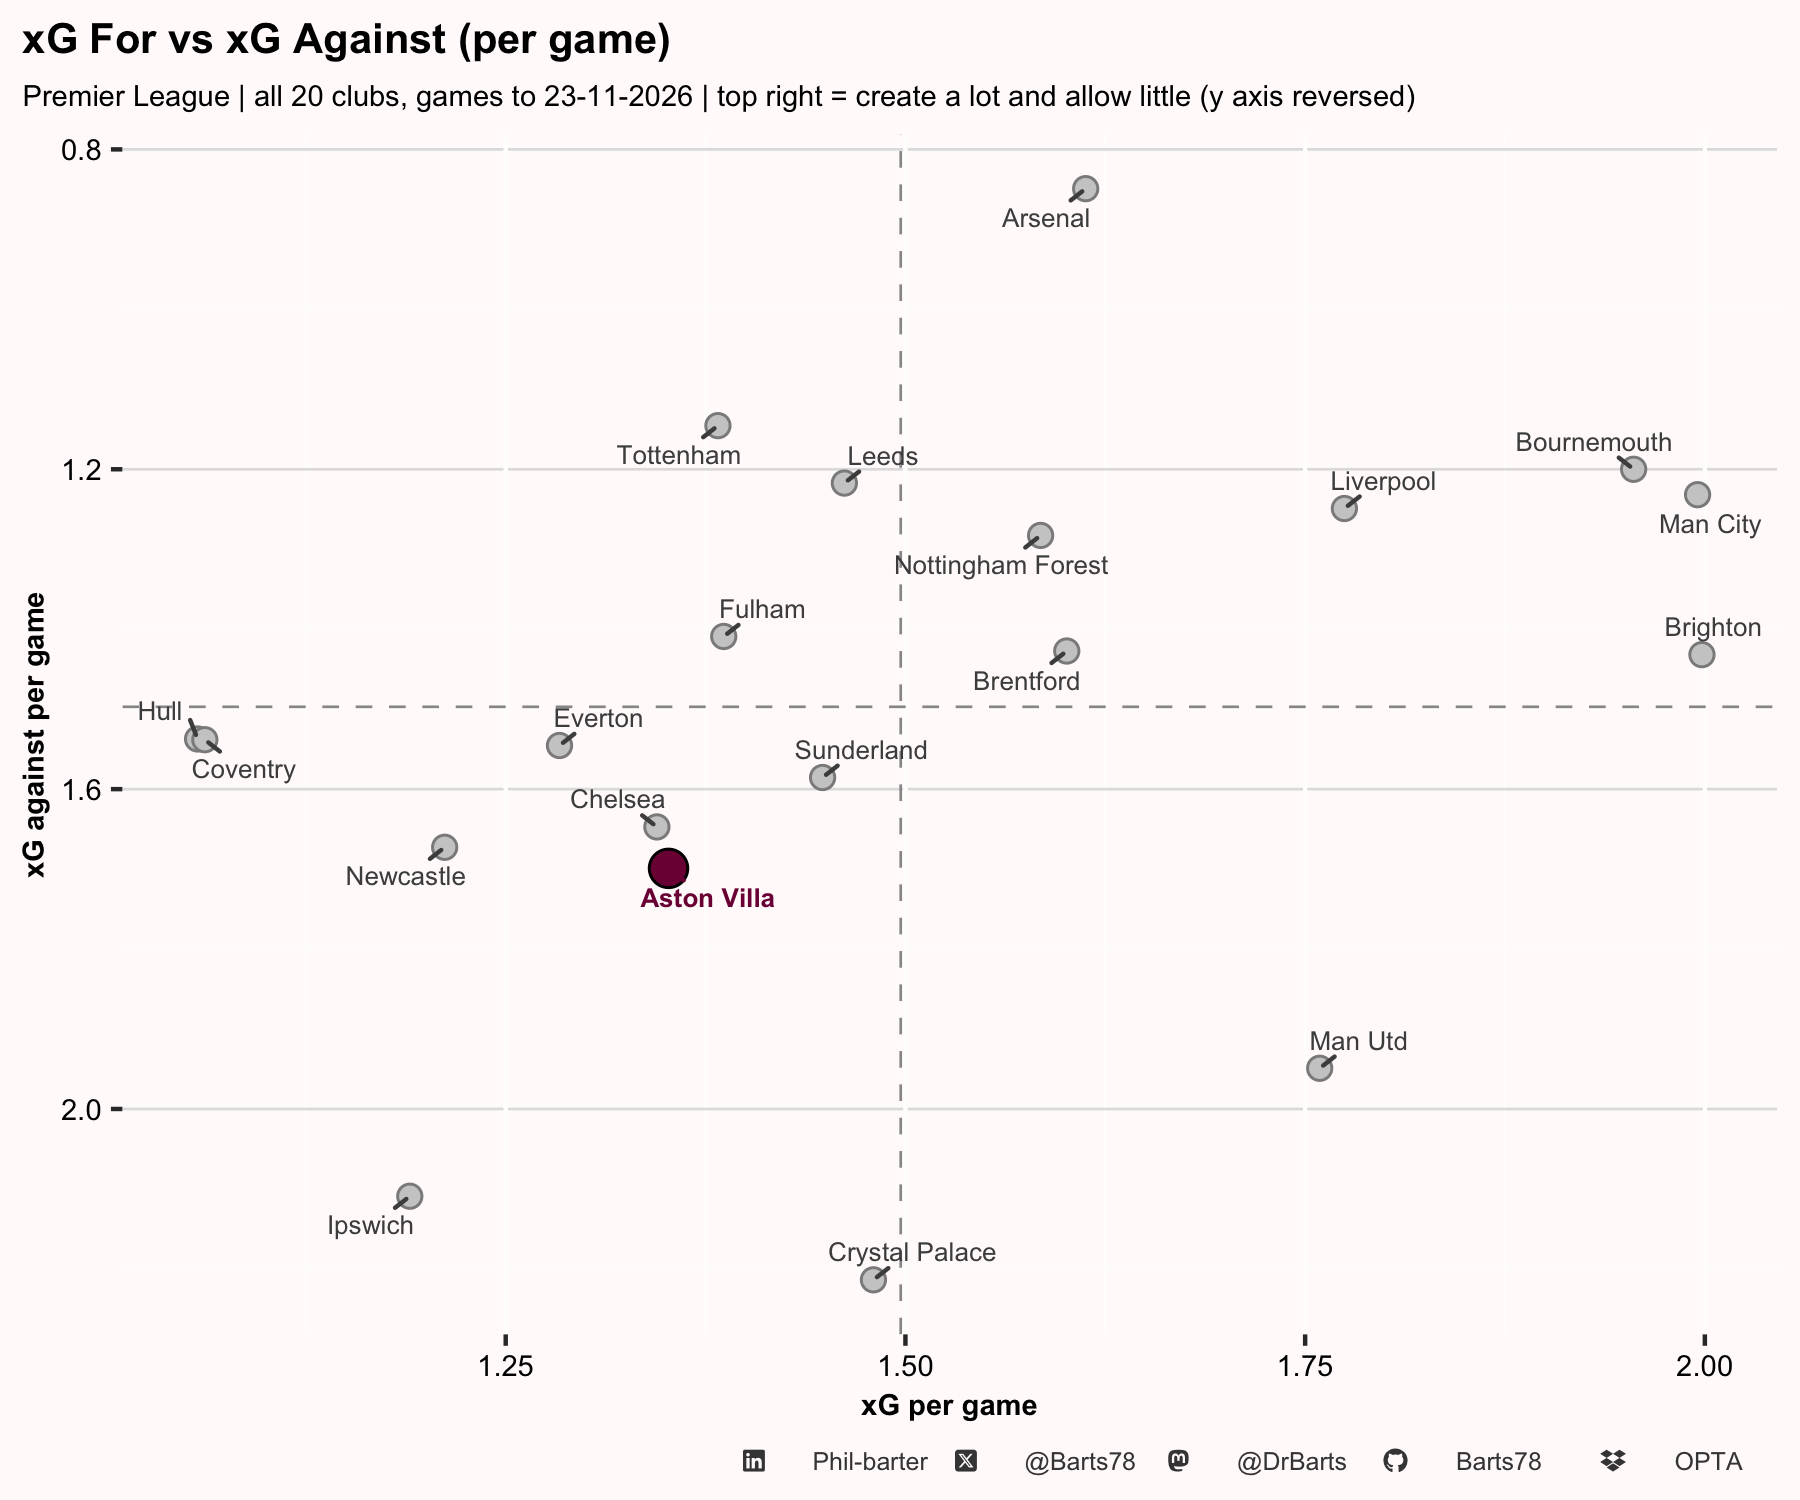 xG For vs xG Against (per game)
Premier League | all 20 clubs, games to 23-11-2026 | top right = create a lot and allow little (y axis reversed)
0.8
Arsenal
Tottenham
Leeds
Bournemouth
1.2
Liverpool
Man City
Nottingham Forest
Fulham
Brighton
Brentford
xG against per game
Hull
Everton
Coventry
Sunderland
1.6
Chelsea
Newcastle
Aston Villa
Man Utd
2.0
Ipswich
Crystal Palace
1.25 1.50 1.75 2.00
xG per game
Phil-barter @Barts78 @DrBarts Barts78 OPTA